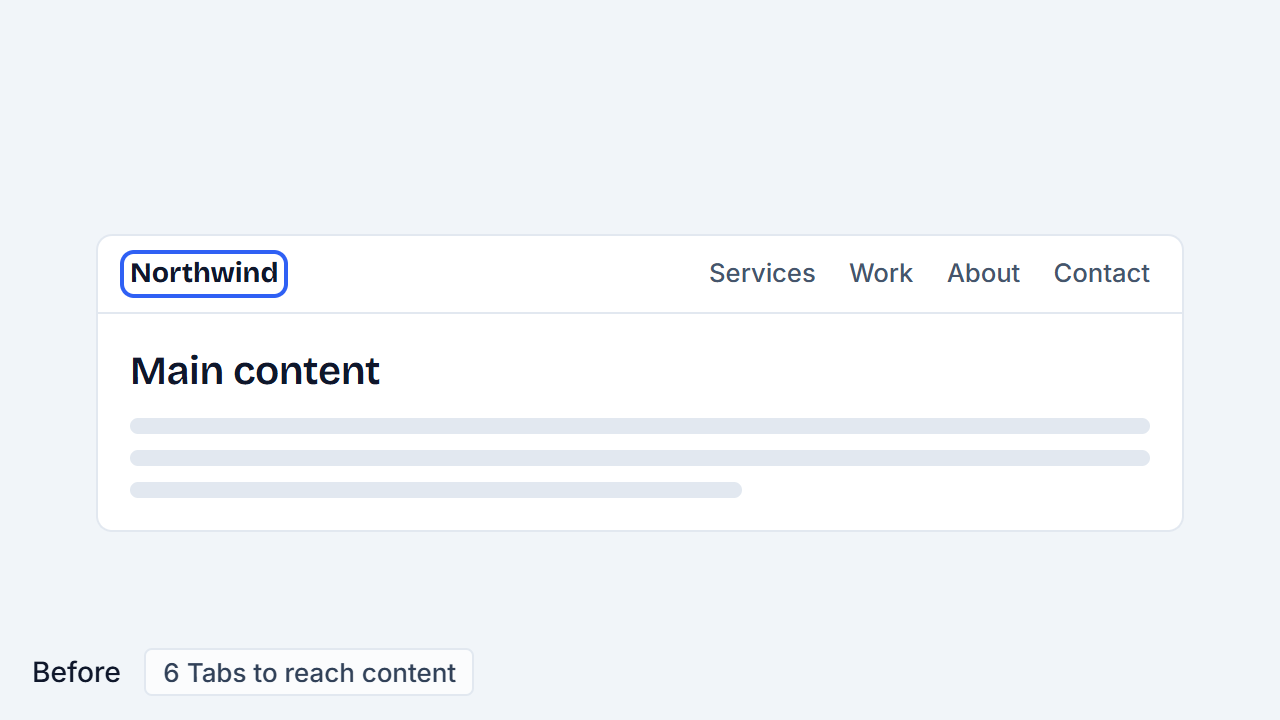 Northwind
Services Work About Contact
Main content
Before
6 Tabs to reach content